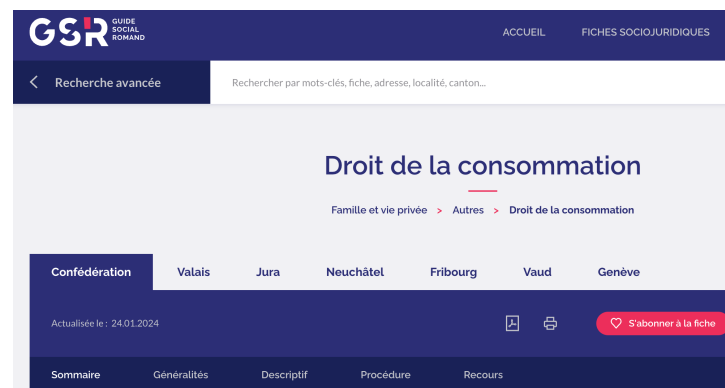 GSR GUIDE
SOCIAL
ROMAND
ACCUEIL FICHES SOCIOJURIDIQUES
Recherche avancée Rechercher par mots-clés, fiche, adresse, localité, canton...
Droit de la consommation
Famille et vie privée > Autres > Droit de la consommation
Confédération Valais Jura Neuchâtel Fribourg Vaud Genève
Actualisée le : 24.01.2024 S'abonner à la fiche
Sommaire Généralités Descriptif Procédure Recours